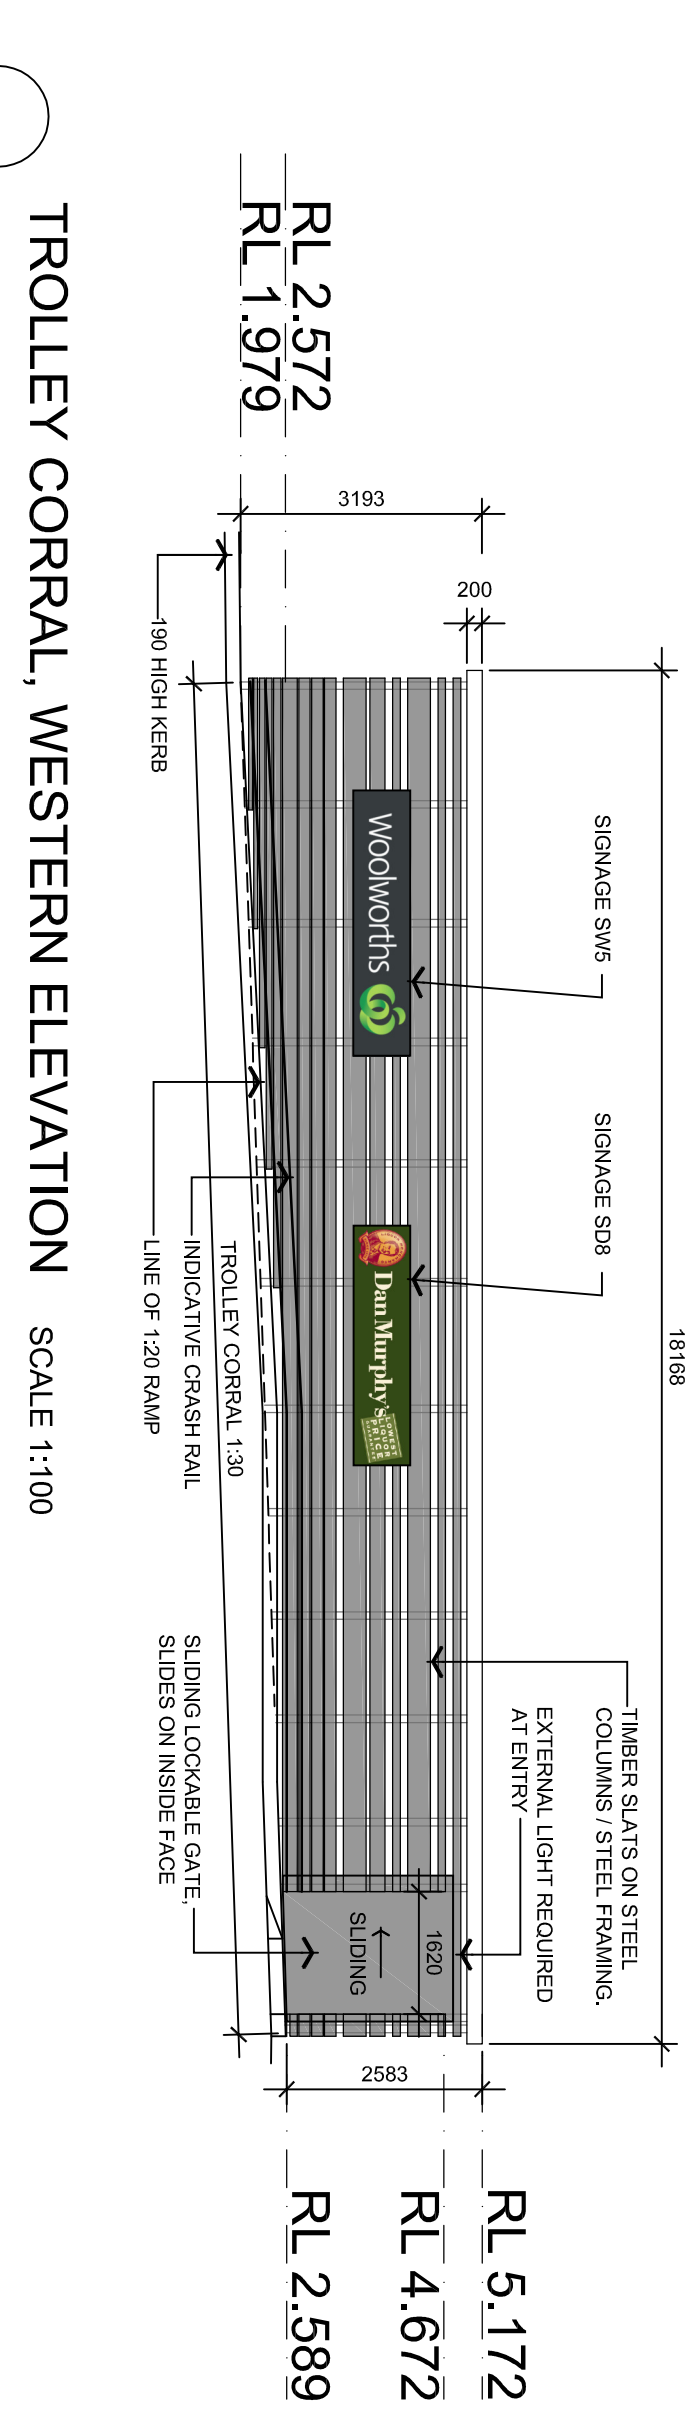 18168
SIGNAGE SW5
SIGNAGE SD8
TIMBER SLATS ON STEEL
COLUMNS / STEEL FRAMING.
EXTERNAL LIGHT REQUIRED
AT ENTRY
200
3193
RL 5.172
RL 4.672
RL 2.589
2583
Woolworths
Dan Murphy's
LOWEST
LIQUOR
PRICE
GUARANTEE
1620
SLIDING
RL 2.572
RL 1.979
190 HIGH KERB
TROLLEY CORRAL 1:30
INDICATIVE CRASH RAIL
LINE OF 1:20 RAMP
SLIDING LOCKABLE GATE,
SLIDES ON INSIDE FACE
TROLLEY CORRAL, WESTERN ELEVATION SCALE 1:100